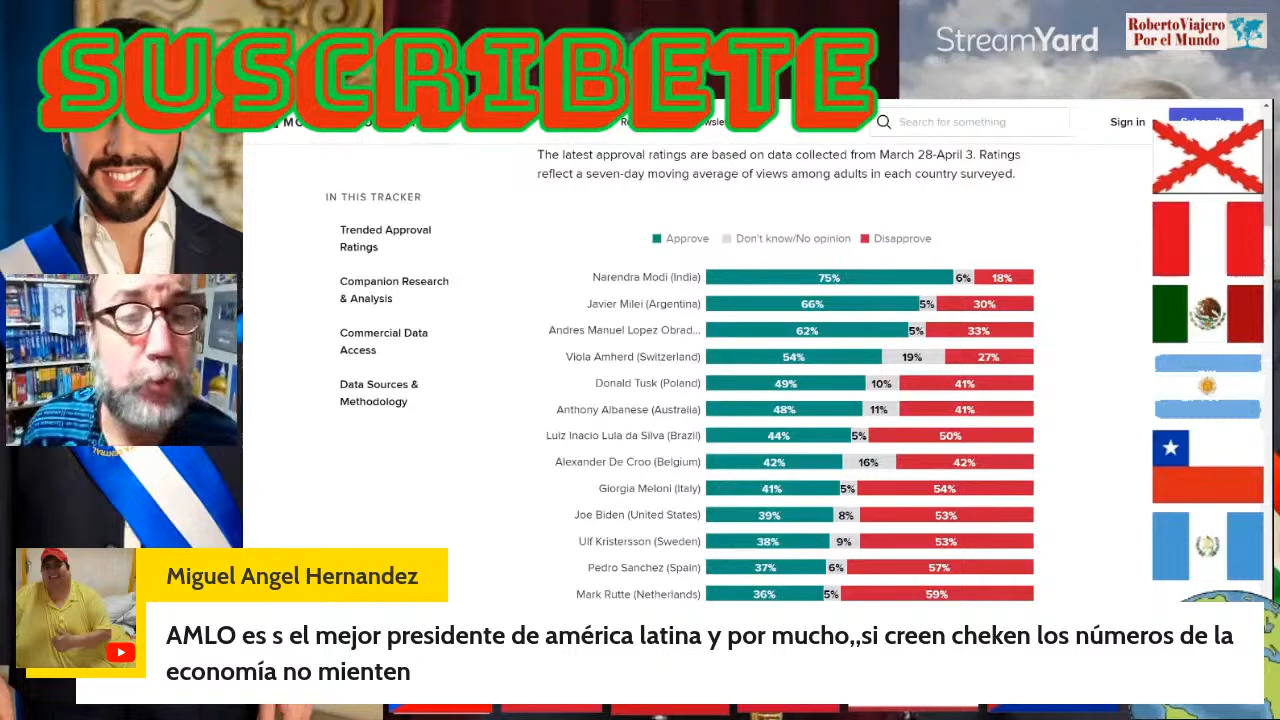 SUSCRIBETE
StreamYard
RobertoViajero
Por el Mundo
Search for something
Sign in
Subscribe
The latest approval ratings are based on data collected from March 28-April 3. Ratings
reflect a seven-day moving average of views among adults in each country surveyed.
IN THIS TRACKER
Trended Approval
Ratings
Companion Research
& Analysis
Commercial Data
Access
Data Sources &
Methodology
Approve Don't know/No opinion Disapprove
Narendra Modi (India) 75% 6% 18%
Javier Milei (Argentina) 66% 5% 30%
Andres Manuel Lopez Obrad... 62% 5% 33%
Viola Amherd (Switzerland) 54% 19% 27%
Donald Tusk (Poland) 49% 10% 41%
Anthony Albanese (Australia) 48% 11% 41%
Luiz Inacio Lula da Silva (Brazil) 44% 5% 50%
Alexander De Croo (Belgium) 42% 16% 42%
Giorgia Meloni (Italy) 41% 5% 54%
Joe Biden (United States) 39% 8% 53%
Ulf Kristersson (Sweden) 38% 9% 53%
Pedro Sanchez (Spain) 37% 6% 57%
Mark Rutte (Netherlands) 36% 5% 59%
Miguel Angel Hernandez
AMLO es s el mejor presidente de américa latina y por mucho,,si creen cheken los números de la
economía no mienten